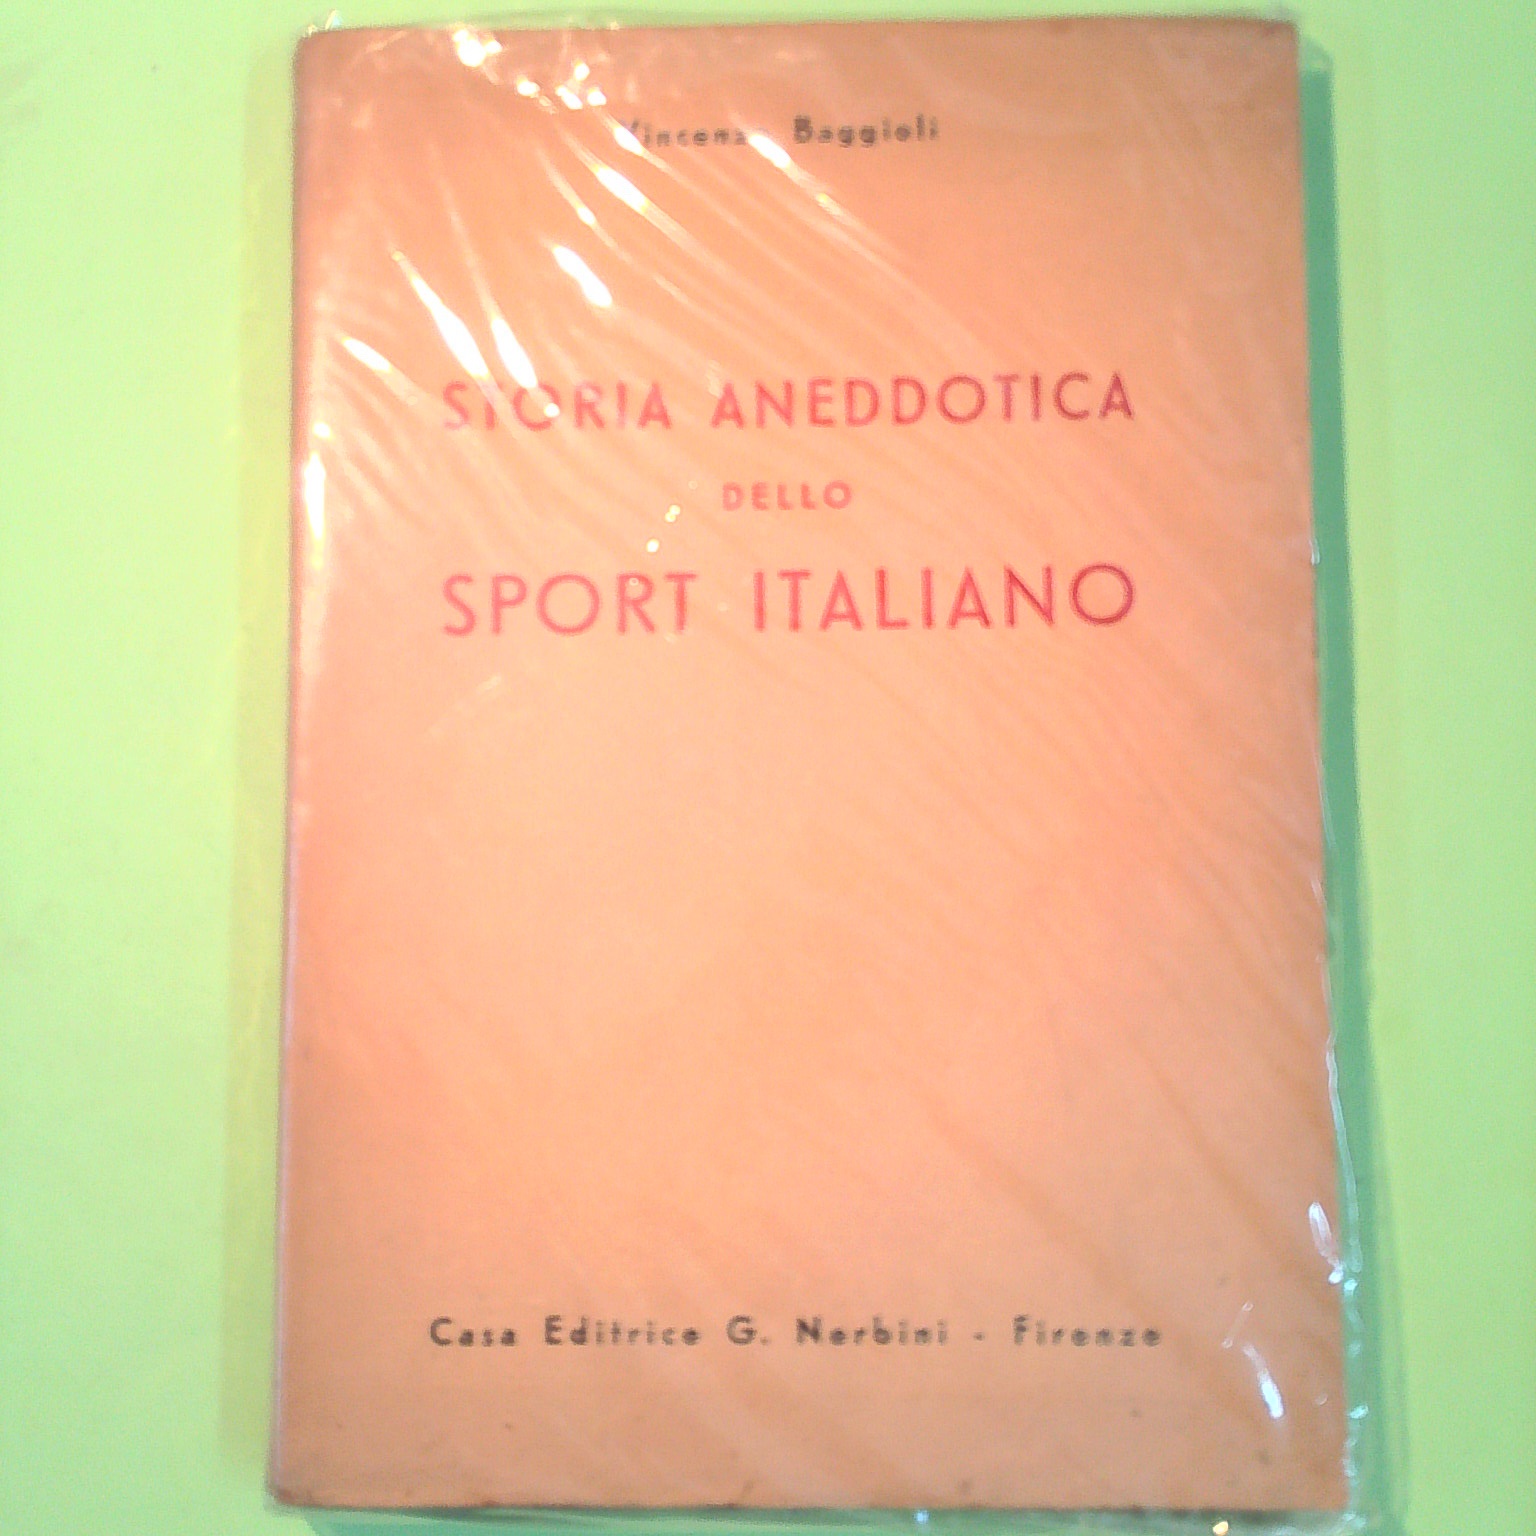 Vincenzo Baggioli
STORIA ANEDDOTICA
DELLO
SPORT ITALIANO
Casa Editrice G. Nerbini - Firenze